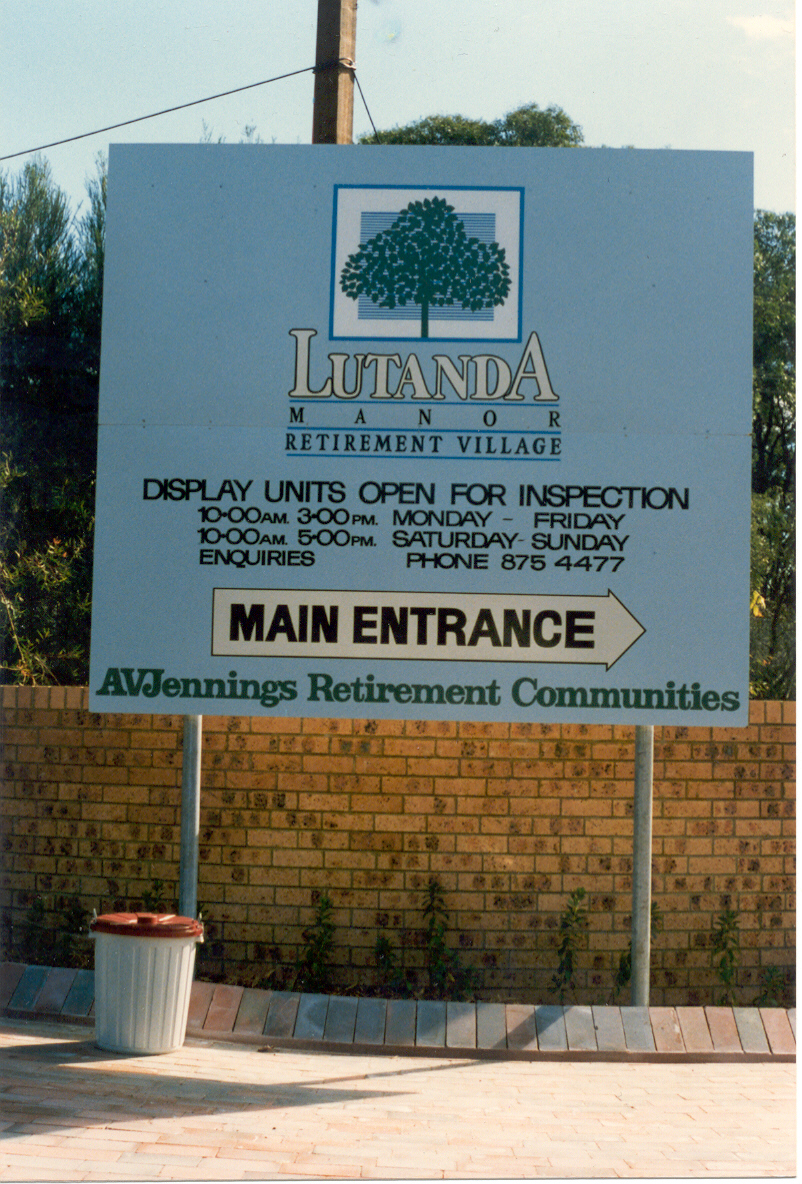 LUTANDA
MANOR
RETIREMENT VILLAGE
DISPLAY UNITS OPEN FOR INSPECTION
10·00AM. 3·00PM. MONDAY - FRIDAY
10·00AM. 5·00PM. SATURDAY- SUNDAY
ENQUIRIES PHONE 875 4477
MAIN ENTRANCE
AVJennings Retirement Communities